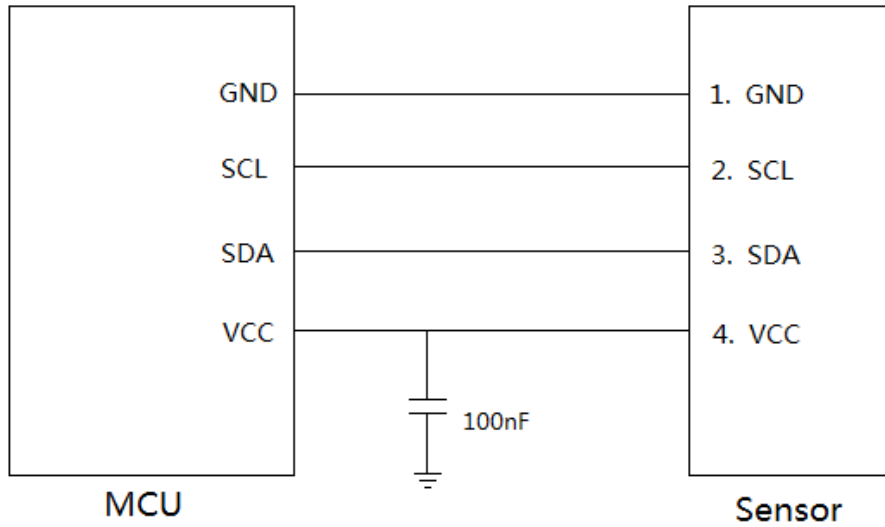 GND
1. GND
SCL
2. SCL
SDA
3. SDA
VCC
4. VCC
100nF
MCU
Sensor